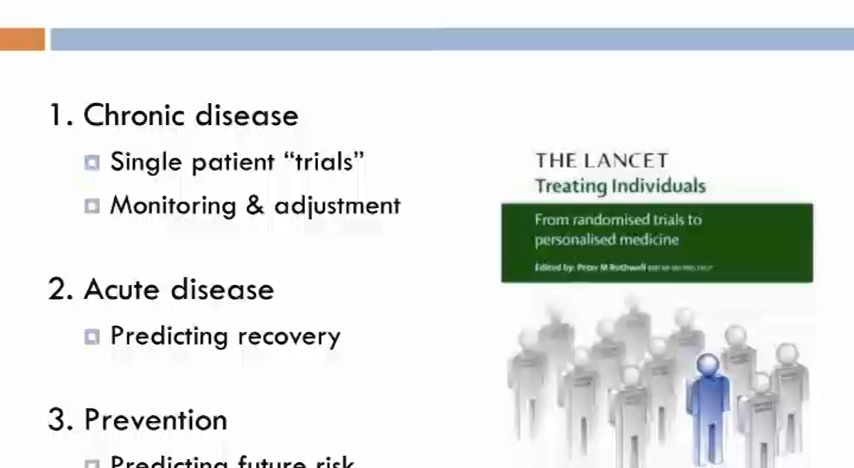 1. Chronic disease
Single patient “trials”
Monitoring & adjustment
2. Acute disease
Predicting recovery
3. Prevention
Predicting future risk
THE LANCET
Treating Individuals
From randomised trials to
personalised medicine
Edited by: Peter M Rothwell